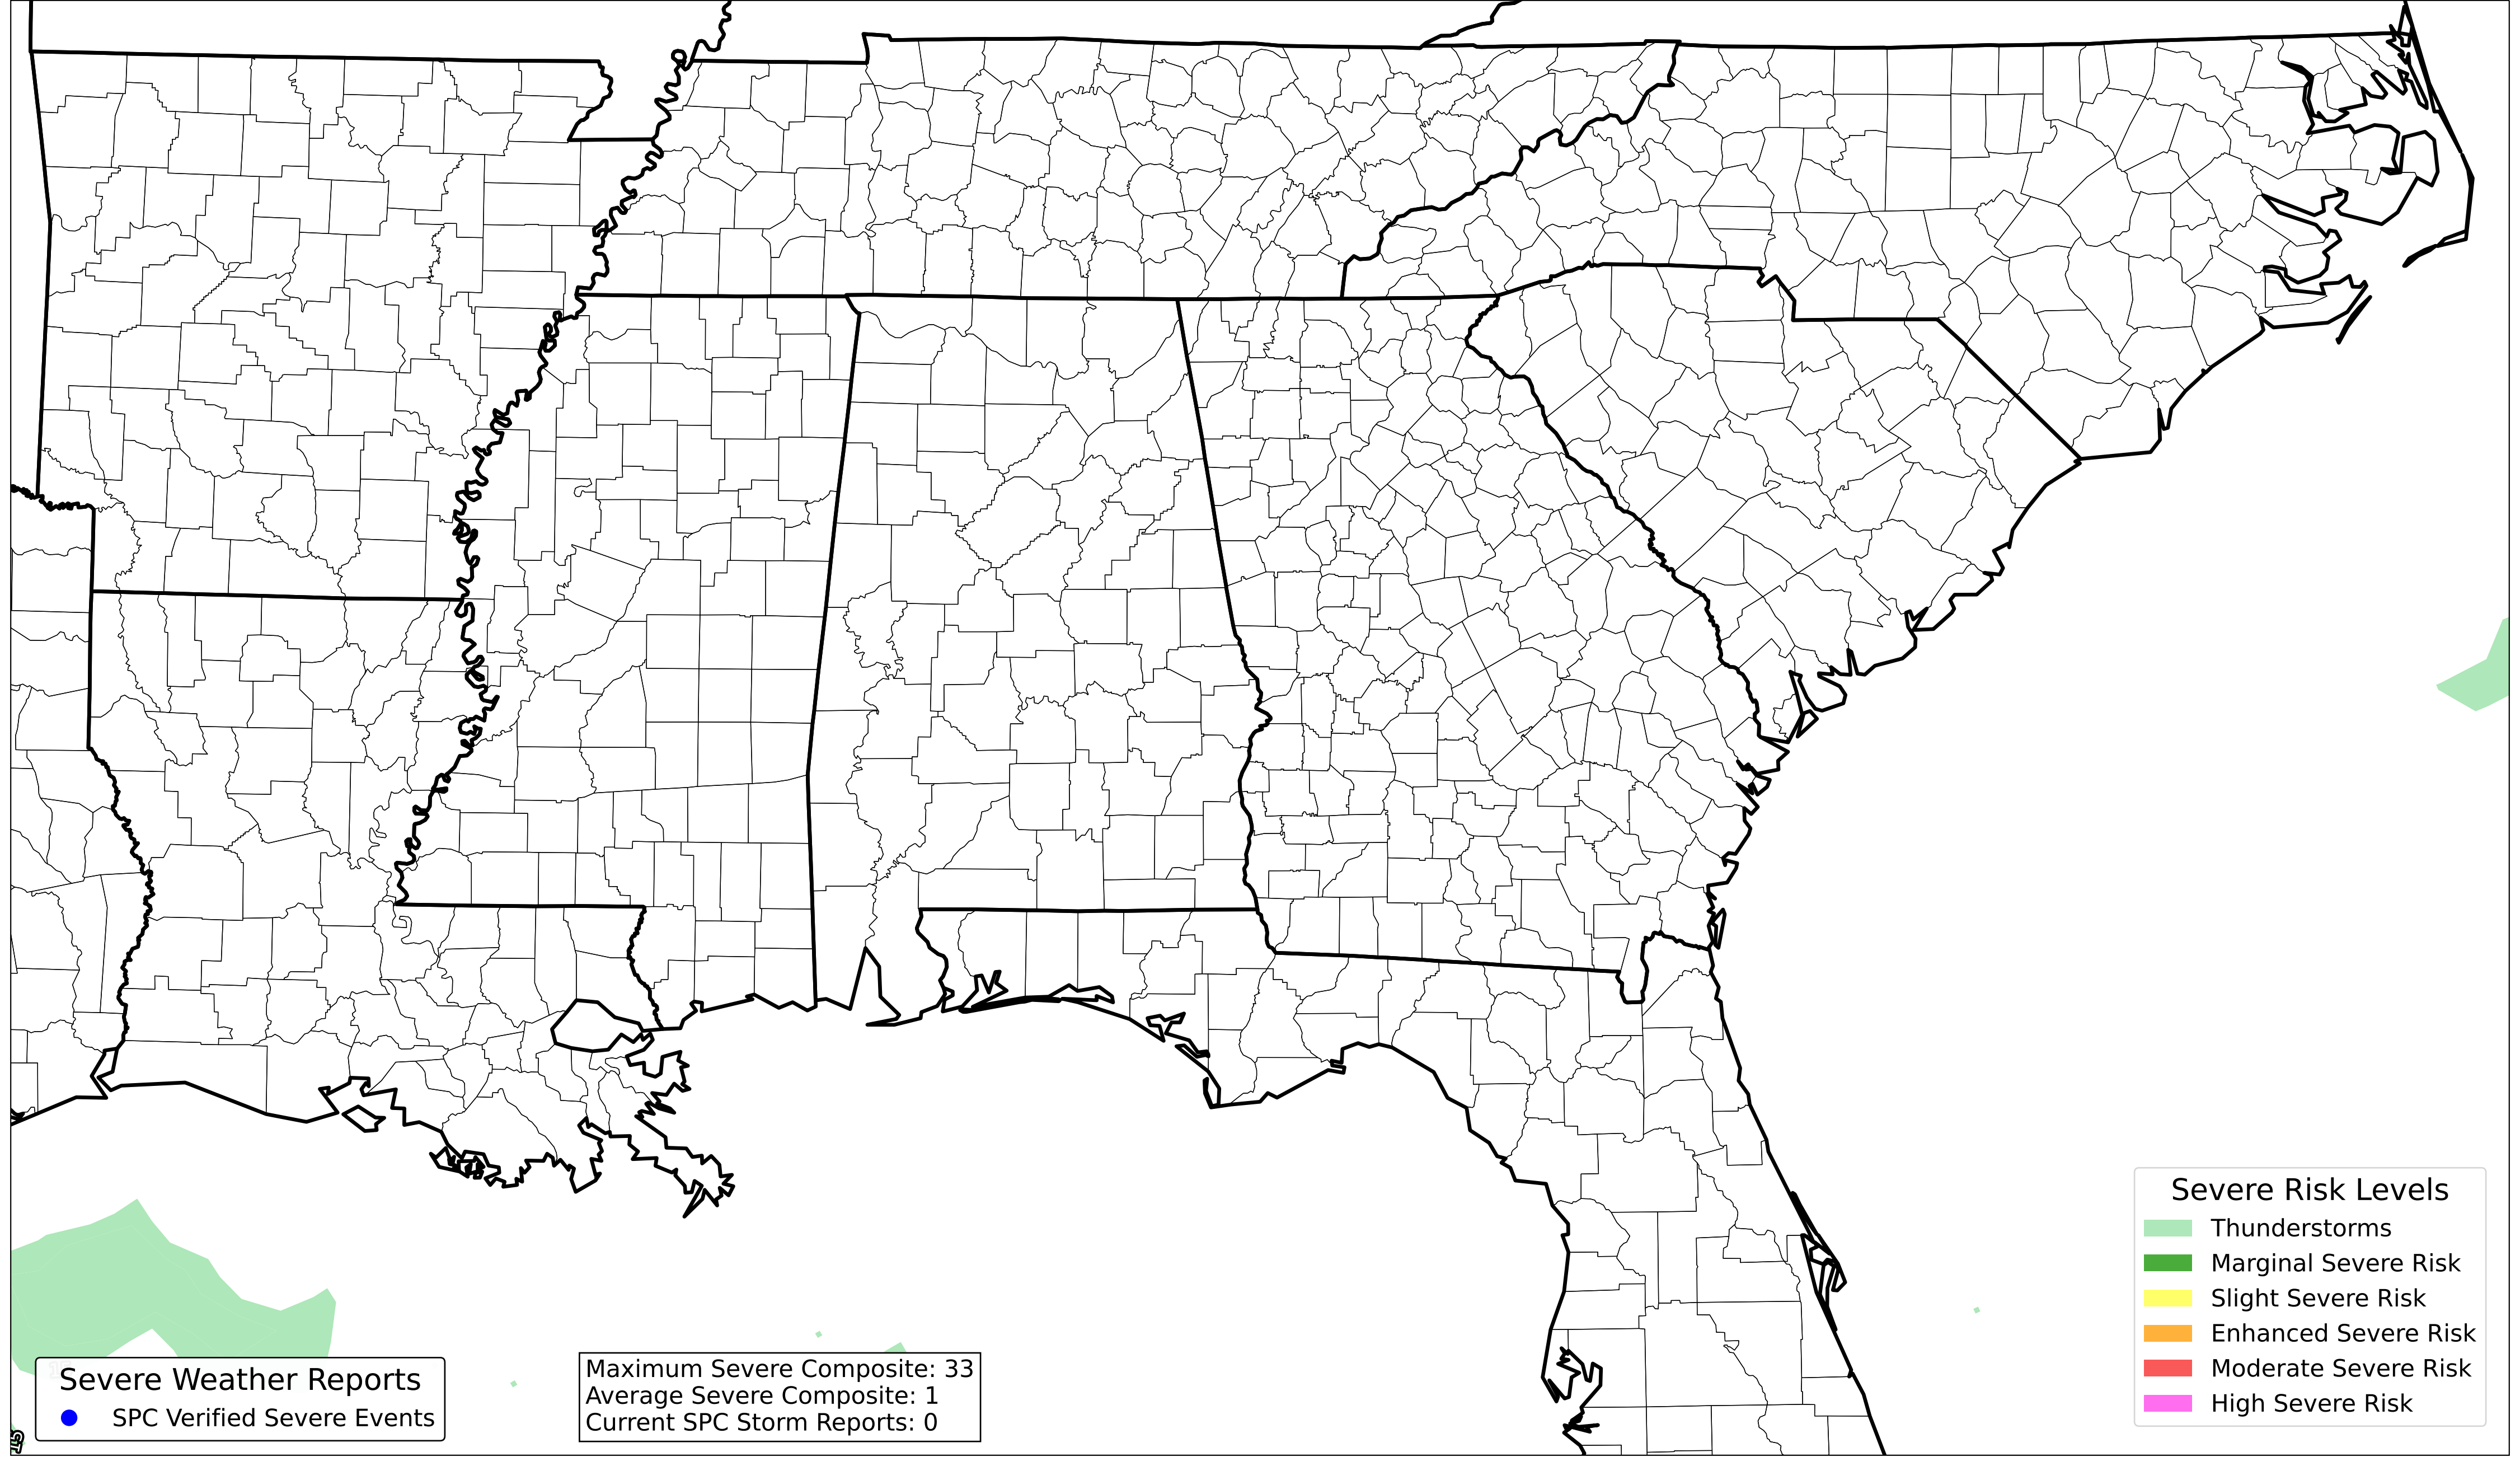 Severe Risk Levels
Thunderstorms
Marginal Severe Risk
Slight Severe Risk
Enhanced Severe Risk
Moderate Severe Risk
High Severe Risk
Severe Weather Reports
SPC Verified Severe Events
Maximum Severe Composite: 33
Average Severe Composite: 1
Current SPC Storm Reports: 0